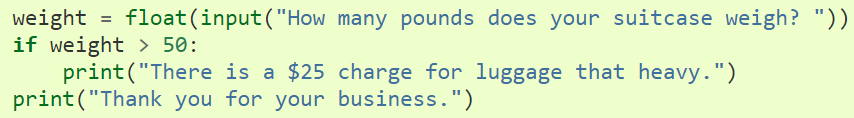 weight = float(input("How many pounds does your suitcase weigh? "))
if weight > 50:
    print("There is a $25 charge for luggage that heavy.")
print("Thank you for your business.")